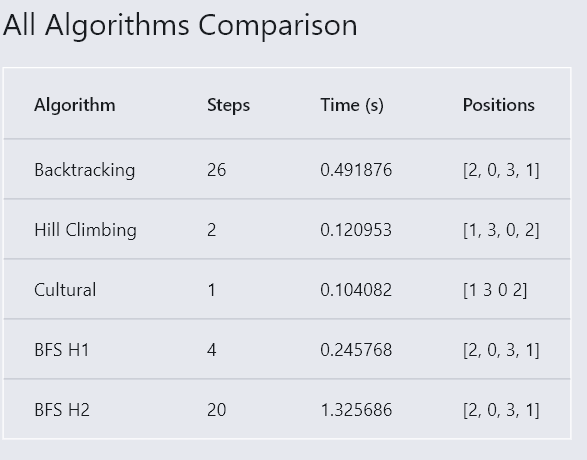 All Algorithms Comparison
Algorithm Steps Time (s) Positions
Backtracking 26 0.491876 [2, 0, 3, 1]
Hill Climbing 2 0.120953 [1, 3, 0, 2]
Cultural 1 0.104082 [1 3 0 2]
BFS H1 4 0.245768 [2, 0, 3, 1]
BFS H2 20 1.325686 [2, 0, 3, 1]